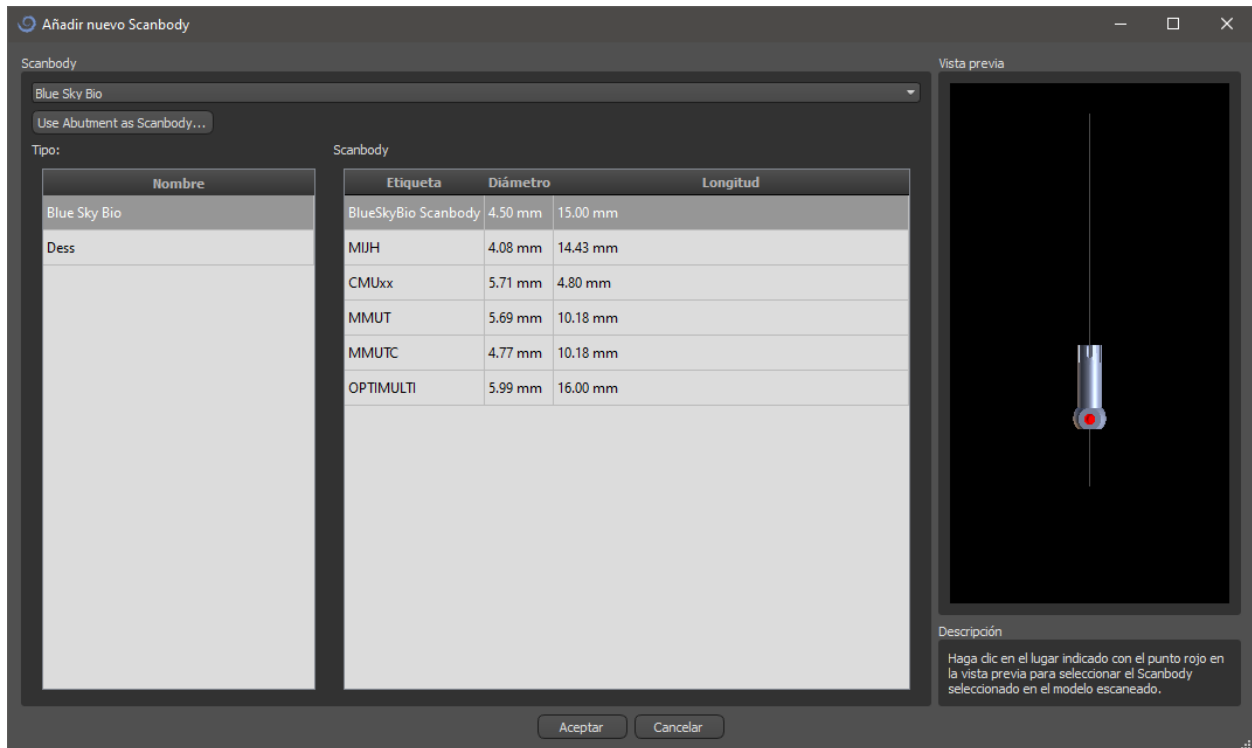 Añadir nuevo Scanbody
Scanbody
Blue Sky Bio
Use Abutment as Scanbody...
Tipo:
Nombre
Blue Sky Bio
Dess
Scanbody
Etiqueta Diámetro Longitud
BlueSkyBio Scanbody 4.50 mm 15.00 mm
MIJH 4.08 mm 14.43 mm
CMUxx 5.71 mm 4.80 mm
MMUT 5.69 mm 10.18 mm
MMUTC 4.77 mm 10.18 mm
OPTIMULTI 5.99 mm 16.00 mm
Vista previa
Descripción
Haga clic en el lugar indicado con el punto rojo en
la vista previa para seleccionar el Scanbody
seleccionado en el modelo escaneado.
Aceptar Cancelar